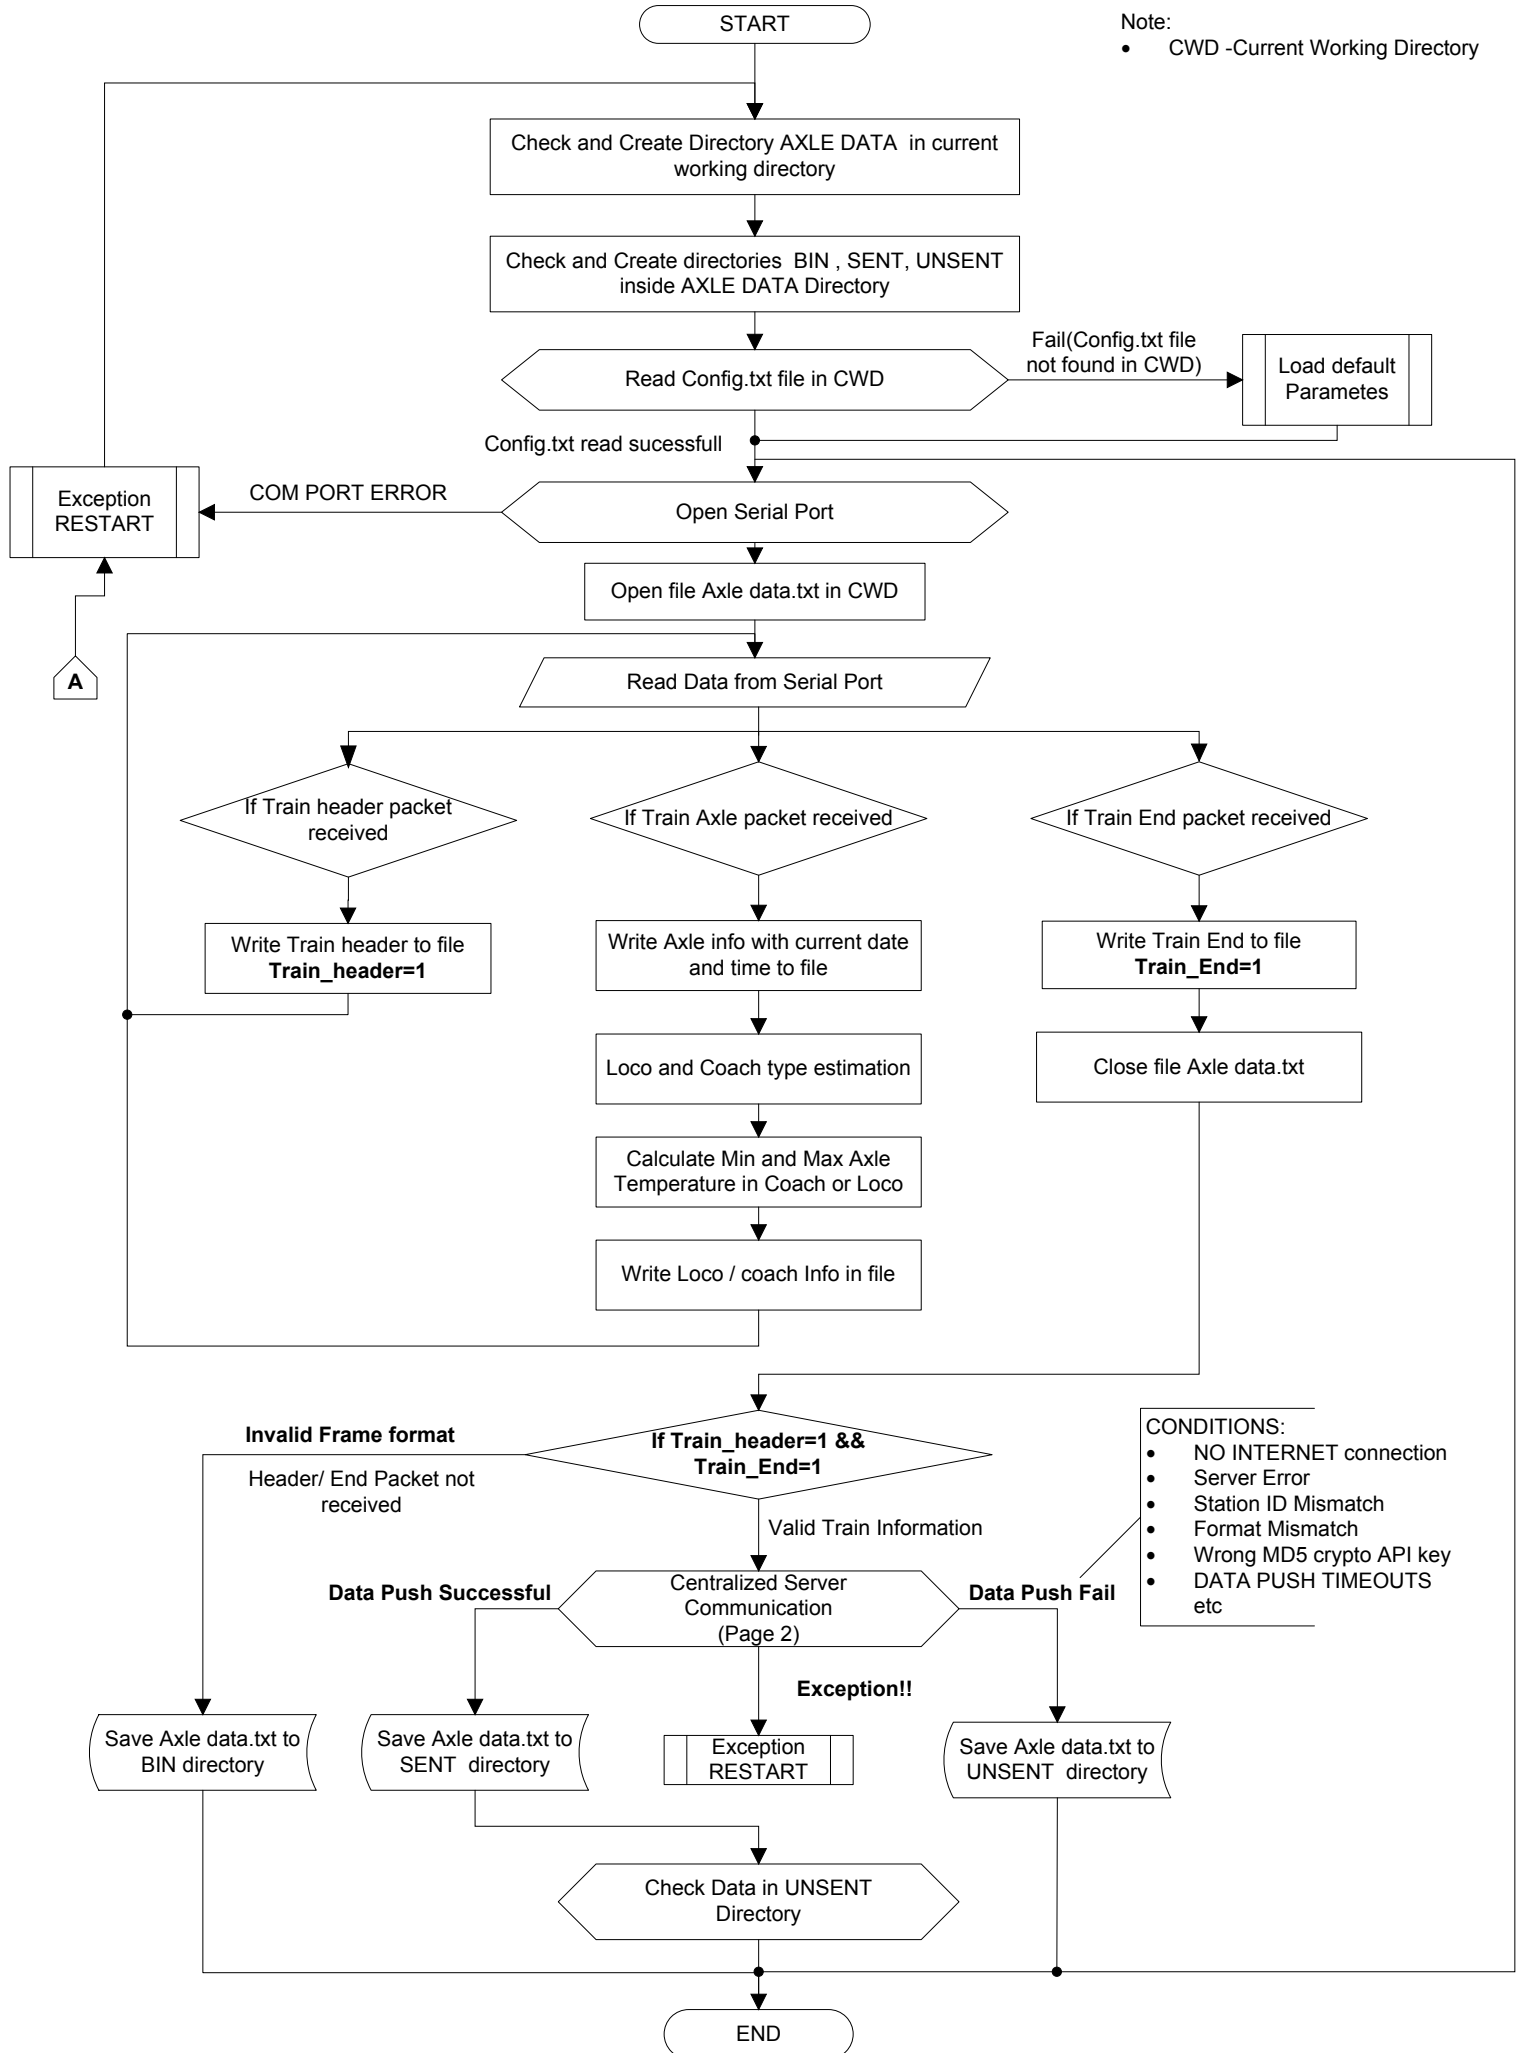 START
Note:
• CWD -Current Working Directory
Check and Create Directory AXLE DATA in current
working directory
Check and Create directories BIN , SENT, UNSENT
inside AXLE DATA Directory
Fail(Config.txt file
not found in CWD)
Read Config.txt file in CWD
Load default
Parametes
Config.txt read sucessfull
Exception
RESTART
COM PORT ERROR
Open Serial Port
Open file Axle data.txt in CWD
A
Read Data from Serial Port
If Train header packet
received
If Train Axle packet received
If Train End packet received
Write Train header to file
Train_header=1
Write Axle info with current date
and time to file
Write Train End to file
Train_End=1
Loco and Coach type estimation
Close file Axle data.txt
Calculate Min and Max Axle
Temperature in Coach or Loco
Write Loco / coach Info in file
Invalid Frame format
Header/ End Packet not
received
If Train_header=1 &&
Train_End=1
CONDITIONS:
• NO INTERNET connection
• Server Error
• Station ID Mismatch
• Format Mismatch
• Wrong MD5 crypto API key
• DATA PUSH TIMEOUTS
etc
Valid Train Information
Data Push Successful
Centralized Server
Communication
(Page 2)
Data Push Fail
Exception!!
Save Axle data.txt to
BIN directory
Save Axle data.txt to
SENT directory
Exception
RESTART
Save Axle data.txt to
UNSENT directory
Check Data in UNSENT
Directory
END